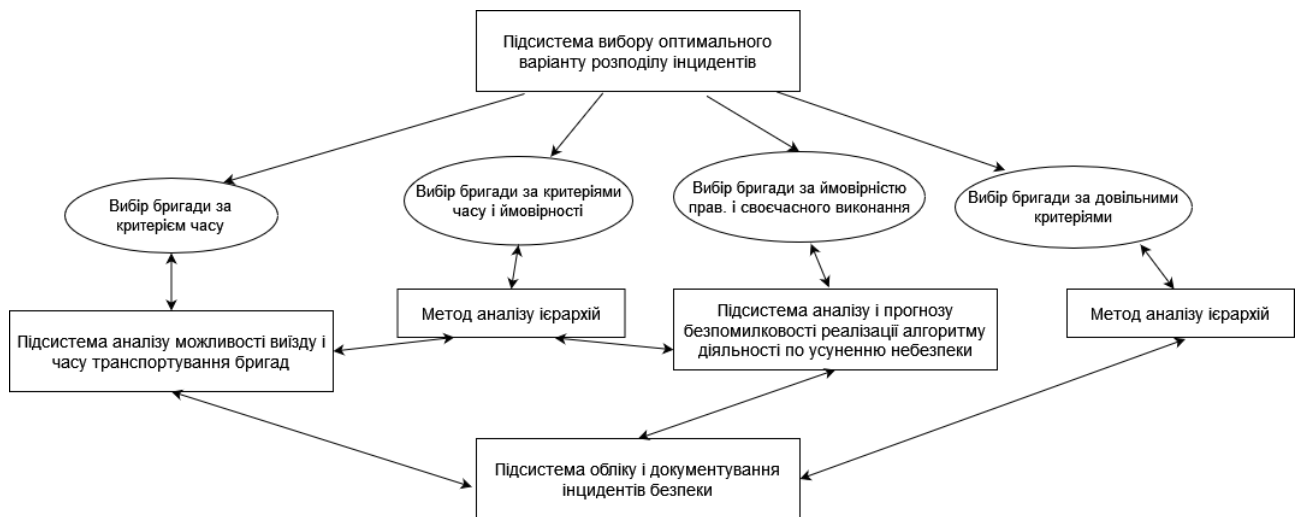 Підсистема вибору оптимального
варіанту розподілу інцидентів
Вибір бригади за
критерієм часу
Вибір бригади за критеріями
часу і ймовірності
Вибір бригади за ймовірністю
прав. і своєчасного виконання
Вибір бригади за довільними
критеріями
Підсистема аналізу можливості виїзду і
часу транспортування бригад
Метод аналізу ієрархій
Підсистема аналізу і прогнозу
безпомилковості реалізації алгоритму
діяльності по усуненню небезпеки
Метод аналізу ієрархій
Підсистема обліку і документування
інцидентів безпеки